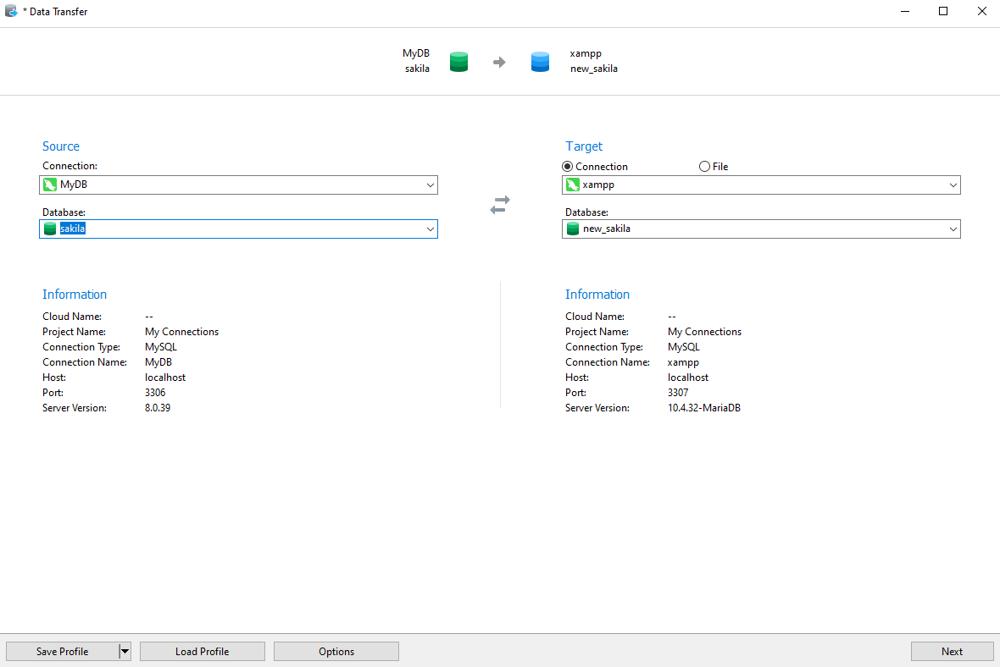 * Data Transfer
MyDB
sakila
xampp
new_sakila
Source
Connection:
MyDB
Database:
sakila
Target
Connection
File
xampp
Database:
new_sakila
Information
Cloud Name: --
Project Name: My Connections
Connection Type: MySQL
Connection Name: MyDB
Host: localhost
Port: 3306
Server Version: 8.0.39
Information
Cloud Name: --
Project Name: My Connections
Connection Type: MySQL
Connection Name: xampp
Host: localhost
Port: 3307
Server Version: 10.4.32-MariaDB
Save Profile
Load Profile
Options
Next